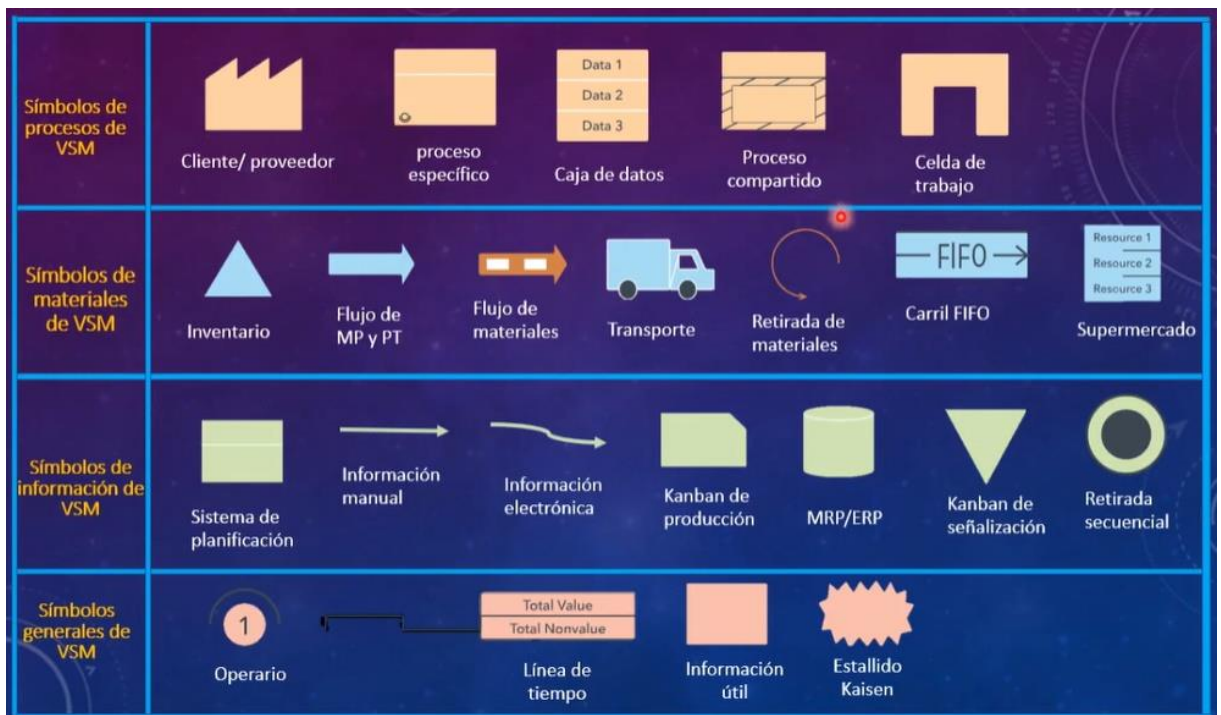 Símbolos de
procesos de
VSM
Data 1
Data 2
Data 3
Cliente/ proveedor
proceso
específico
Caja de datos
Proceso
compartido
Celda de
trabajo
Símbolos de
materiales
de VSM
FIFO
Resource 1
Resource 2
Resource 3
Inventario
Flujo de
MP y PT
Flujo de
materiales
Transporte
Retirada de
materiales
Carril FIFO
Supermercado
Símbolos de
información de
VSM
Sistema de
planificación
Información
manual
Información
electrónica
Kanban de
producción
MRP/ERP
Kanban de
señalización
Retirada
secuencial
Símbolos
generales de
VSM
1
Operario
Total Value
Total Nonvalue
Línea de
tiempo
Información
útil
Estallido
Kaisen